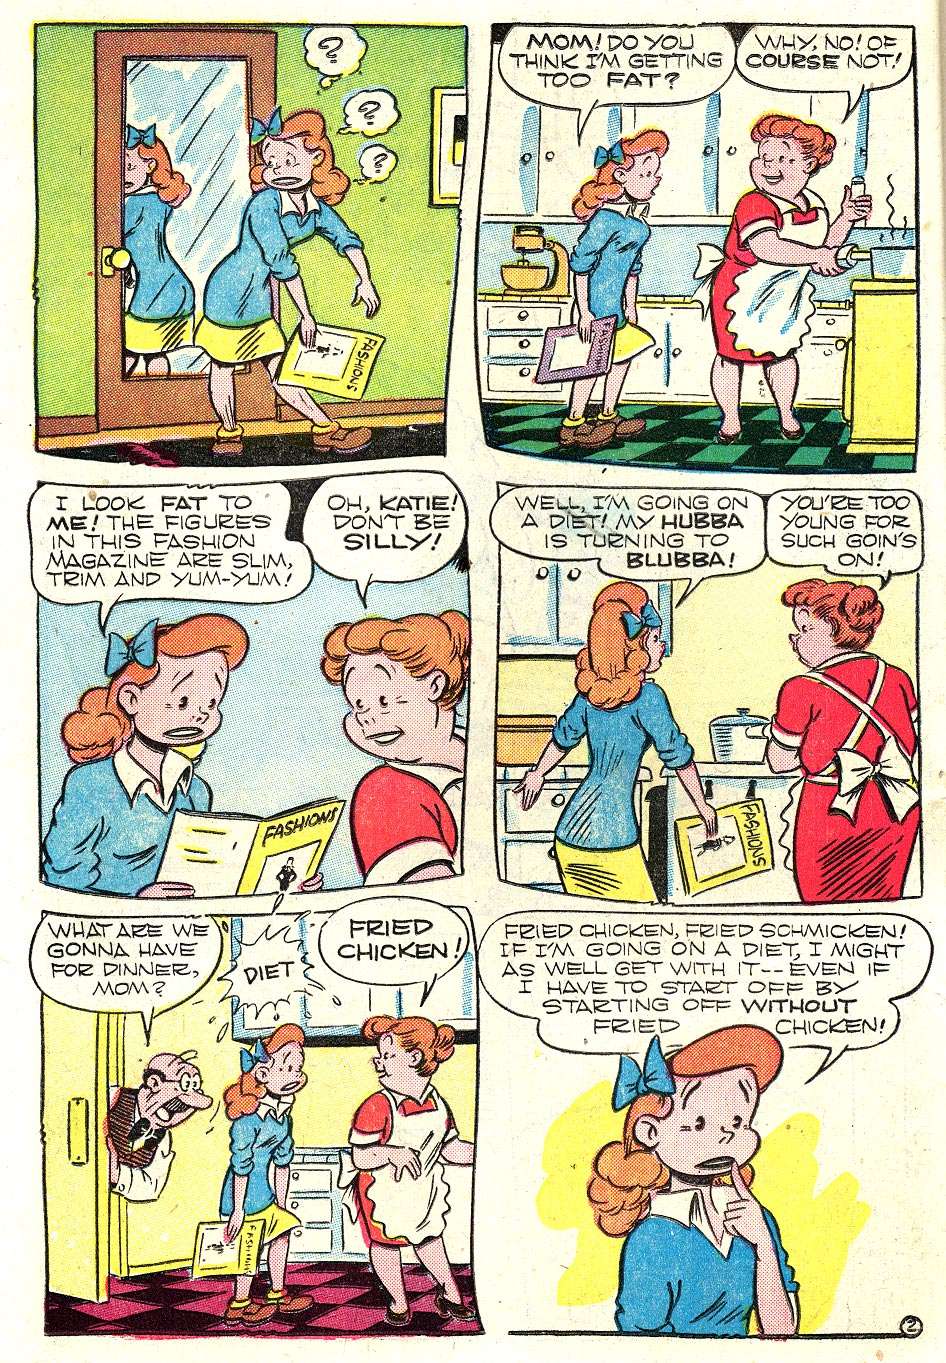 ?
?
?
FASHIONS
MOM! DO YOU
THINK I'M GETTING
TOO FAT?
WHY, NO! OF
COURSE NOT!
FASHIONS
I LOOK FAT TO
ME! THE FIGURES
IN THIS FASHION
MAGAZINE ARE SLIM,
TRIM AND YUM-YUM!
OH, KATIE!
DON'T BE
SILLY!
FASHIONS
WELL, I'M GOING ON
A DIET! MY HUBBA
IS TURNING TO
BLUBBA!
YOU'RE TOO
YOUNG FOR
SUCH GOIN'S
ON!
FASHIONS
WHAT ARE WE
GONNA HAVE
FOR DINNER,
MOM?
DIET
FRIED
CHICKEN!
FASHIONS
FRIED CHICKEN, FRIED SCHMICKEN!
IF I'M GOING ON A DIET, I MIGHT
AS WELL GET WITH IT -- EVEN IF
I HAVE TO START OFF BY
STARTING OFF WITHOUT
FRIED CHICKEN!
2